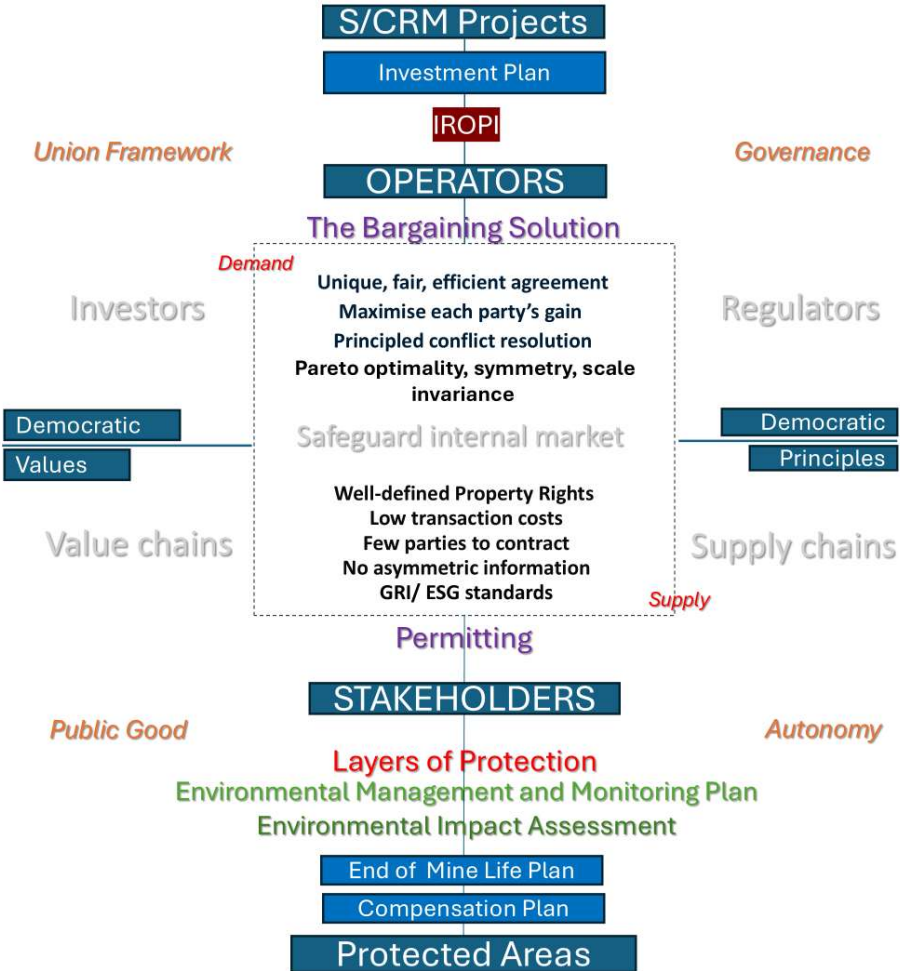 S/CRM Projects
Investment Plan
IROPI
Union Framework
Governance
OPERATORS
The Bargaining Solution
Demand
Unique, fair, efficient agreement
Investors
Maximise each party's gain
Regulators
Principled conflict resolution
Pareto optimality, symmetry, scale
invariance
Democratic
Values
Safeguard internal market
Democratic
Principles
Well-defined Property Rights
Low transaction costs
Value chains
Few parties to contract
Supply chains
No asymmetric information
GRI/ ESG standards
Supply
Permitting
STAKEHOLDERS
Public Good
Autonomy
Layers of Protection
Environmental Management and Monitoring Plan
Environmental Impact Assessment
End of Mine Life Plan
Compensation Plan
Protected Areas